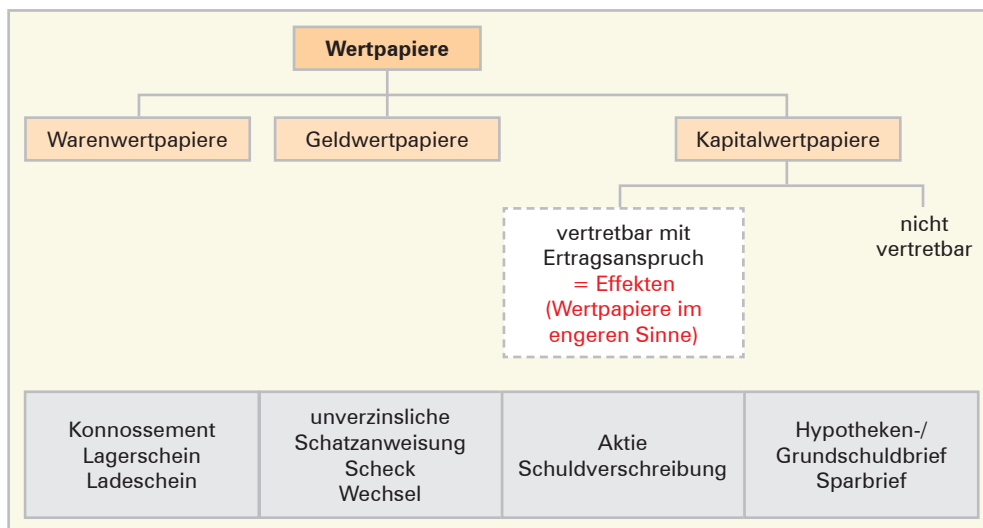 Wertpapiere
Warenwertpapiere
Geldwertpapiere
Kapitalwertpapiere
vertretbar mit
Ertragsanspruch
= Effekten
(Wertpapiere im
engeren Sinne)
nicht
vertretbar
Konnossement
Lagerschein
Ladeschein
unverzinsliche
Schatzanweisung
Scheck
Wechsel
Aktie
Schuldverschreibung
Hypotheken-/
Grundschuldbrief
Sparbrief